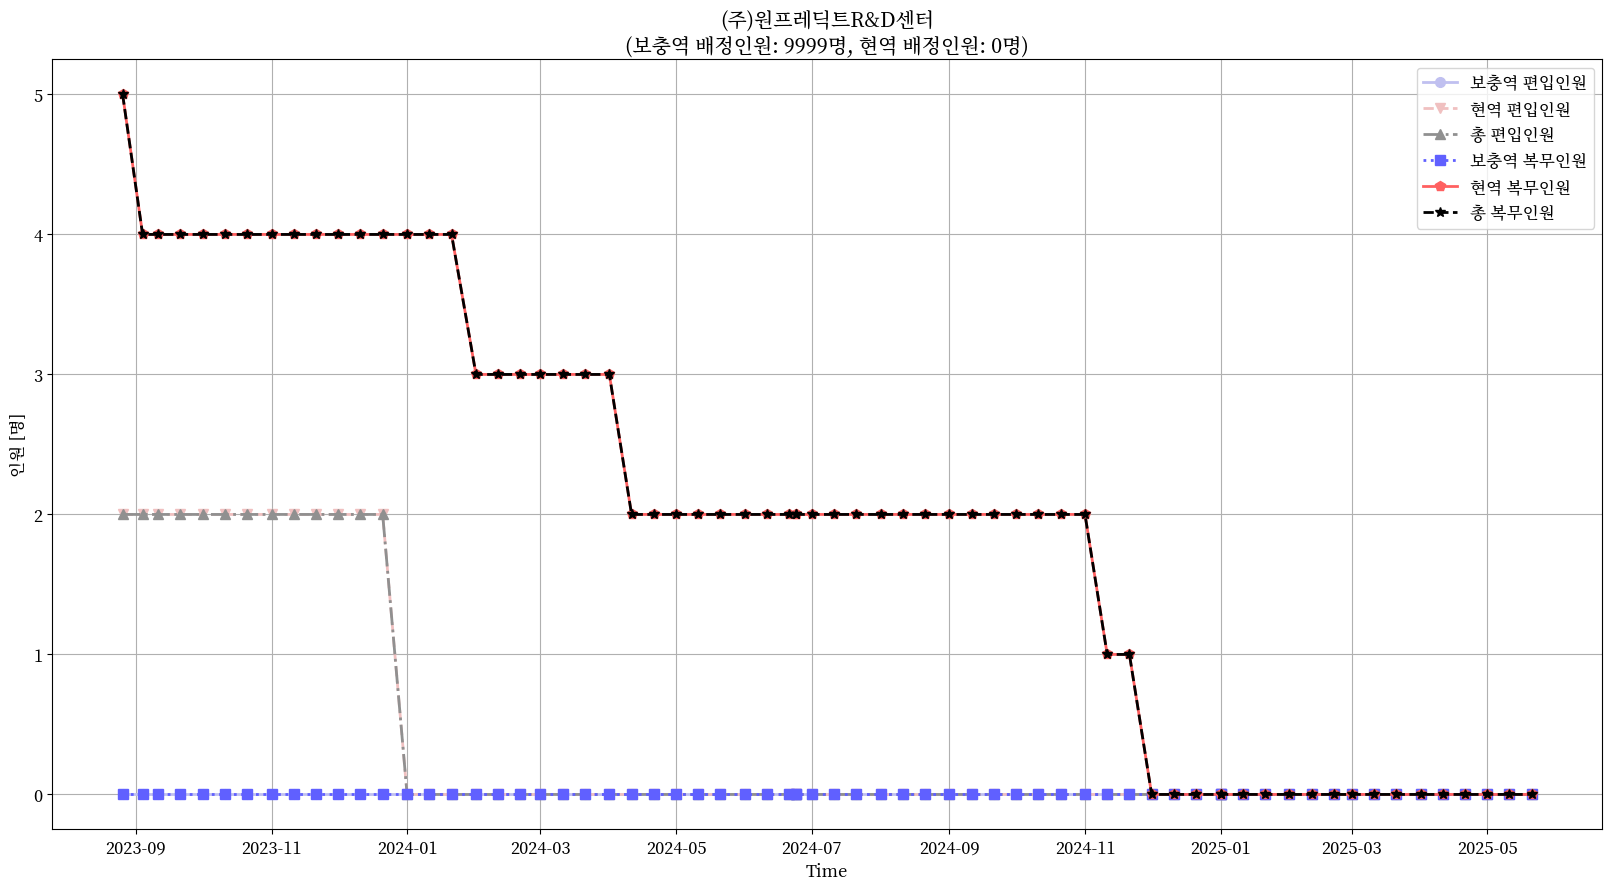 (주)원프레딕트R&D센터
(보충역 배정인원: 9999명, 현역 배정인원: 0명)
보충역 편입인원
현역 편입인원
총 편입인원
보충역 복무인원
현역 복무인원
총 복무인원
인원 [명]
5
4
3
2
1
0
2023-09 2023-11 2024-01 2024-03 2024-05 2024-07 2024-09 2024-11 2025-01 2025-03 2025-05
Time